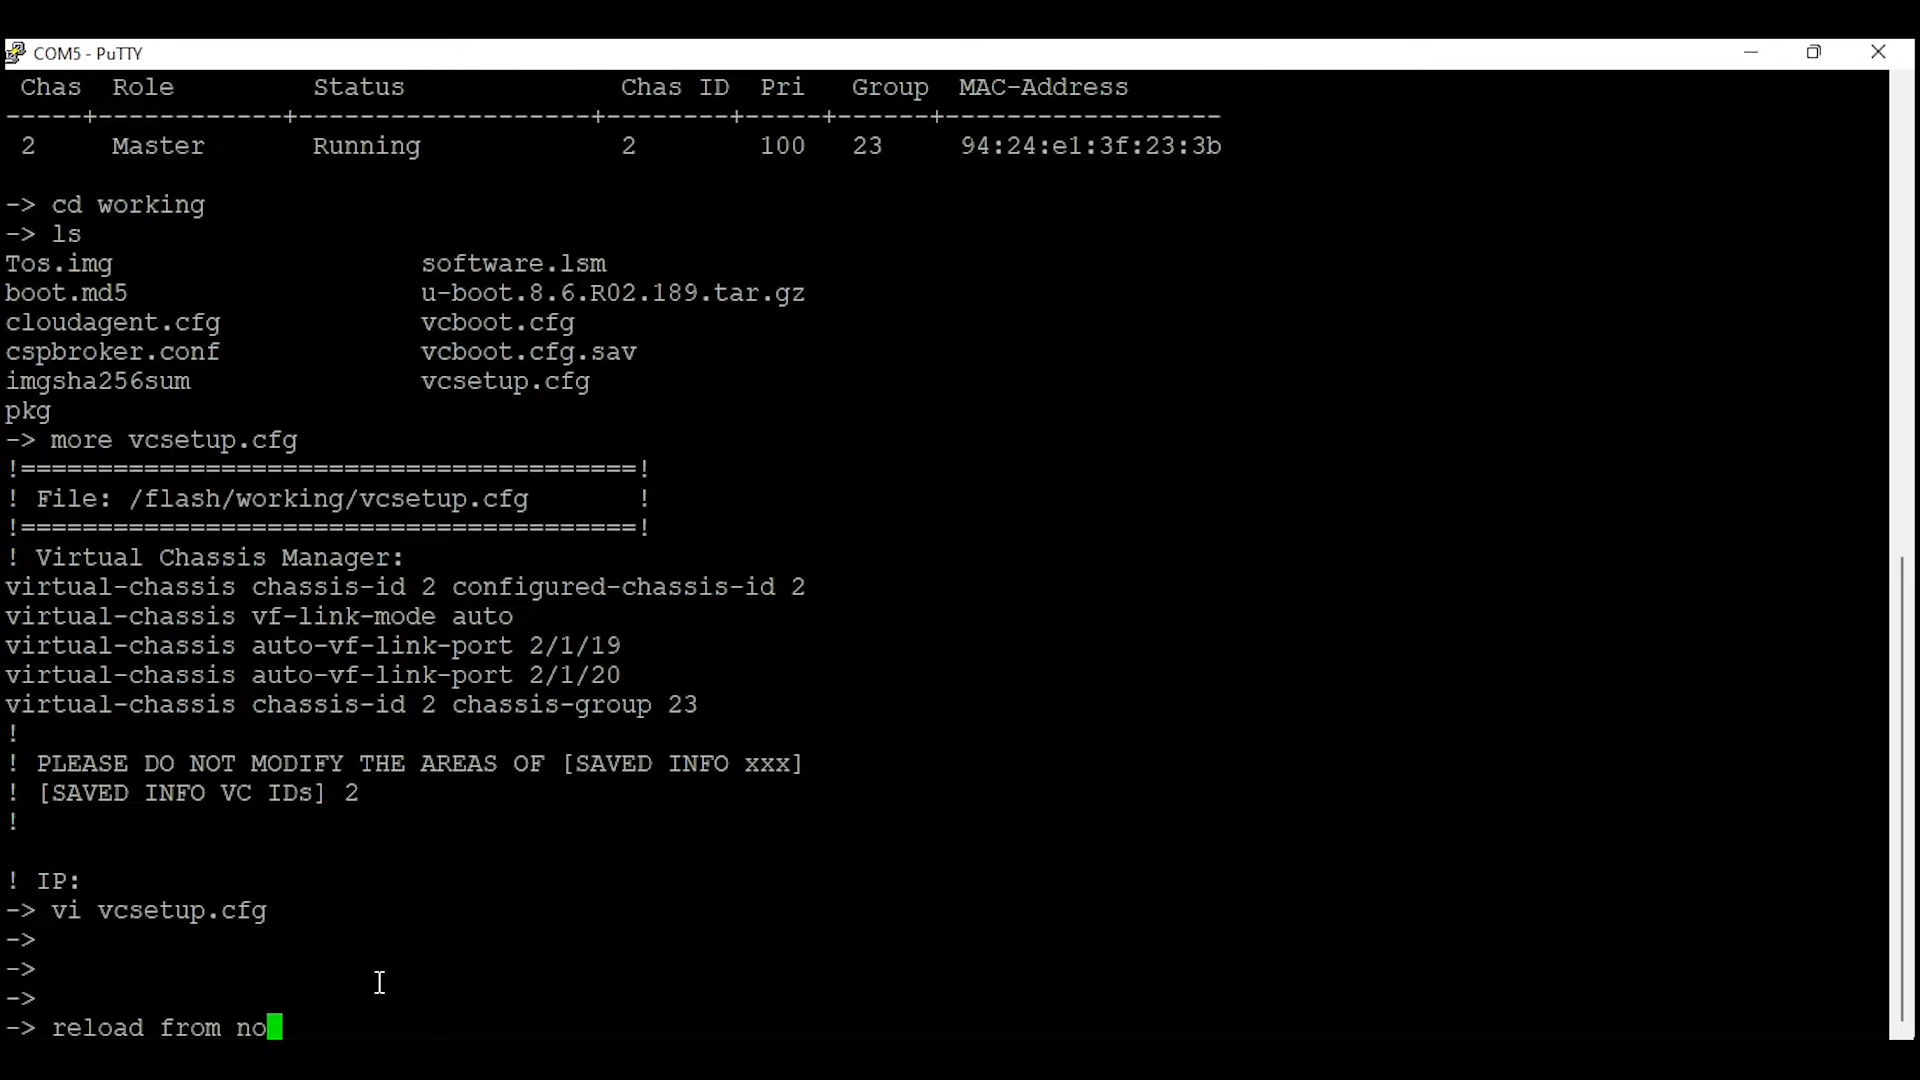 COM5 - PuTTY
Chas  Role         Status              Chas ID  Pri   Group  MAC-Address
-----+------------+--------------------+--------+-----+------+------------------
2     Master       Running             2        100   23     94:24:e1:3f:23:3b
-> cd working
-> ls
Tos.img                    software.lsm
boot.md5                   u-boot.8.6.R02.189.tar.gz
cloudagent.cfg             vcboot.cfg
cspbroker.conf             vcboot.cfg.sav
imgsha256sum               vcsetup.cfg
pkg
-> more vcsetup.cfg
!========================================!
! File: /flash/working/vcsetup.cfg       !
!========================================!
! Virtual Chassis Manager:
virtual-chassis chassis-id 2 configured-chassis-id 2
virtual-chassis vf-link-mode auto
virtual-chassis auto-vf-link-port 2/1/19
virtual-chassis auto-vf-link-port 2/1/20
virtual-chassis chassis-id 2 chassis-group 23
!
! PLEASE DO NOT MODIFY THE AREAS OF [SAVED INFO xxx]
! [SAVED INFO VC IDs] 2
!
! IP:
-> vi vcsetup.cfg
->
->
->
-> reload from no